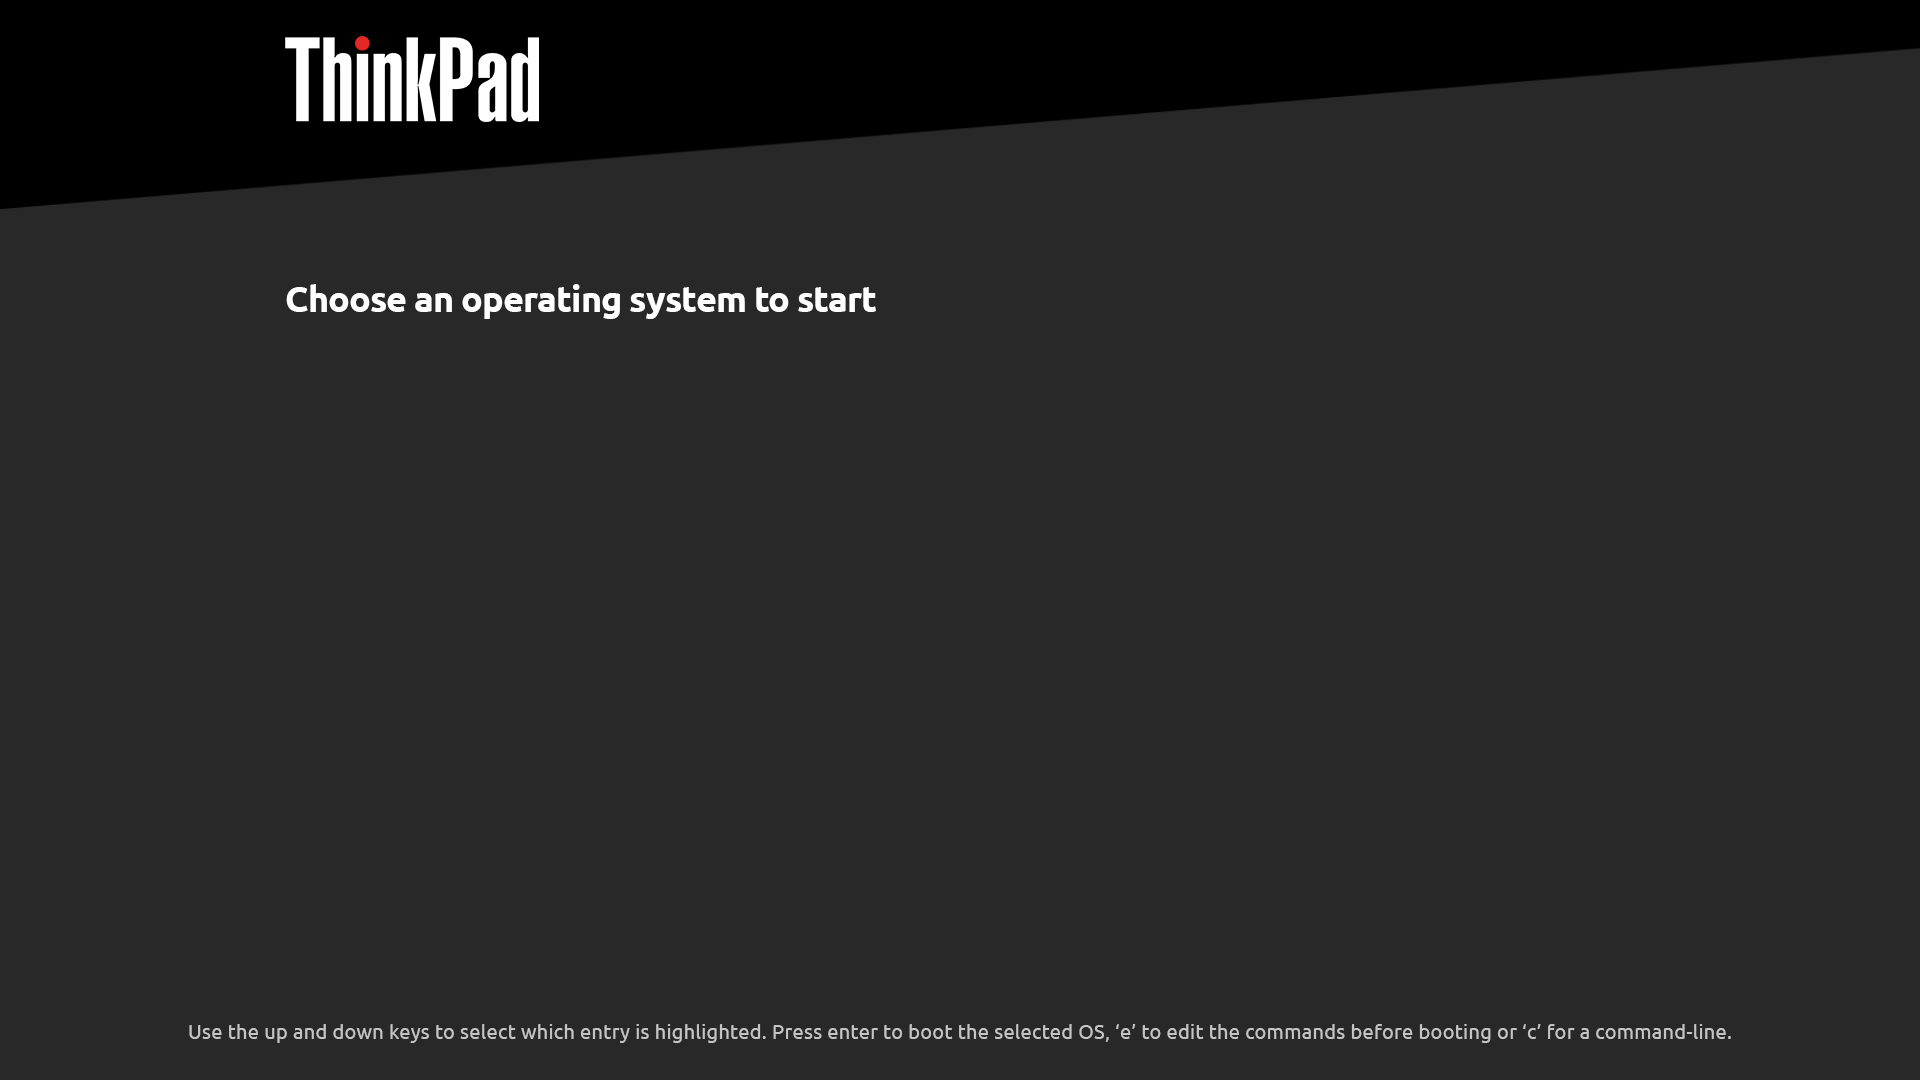 ThinkPad
Choose an operating system to start
Use the up and down keys to select which entry is highlighted. Press enter to boot the selected OS, ‘e’ to edit the commands before booting or ‘c’ for a command-line.